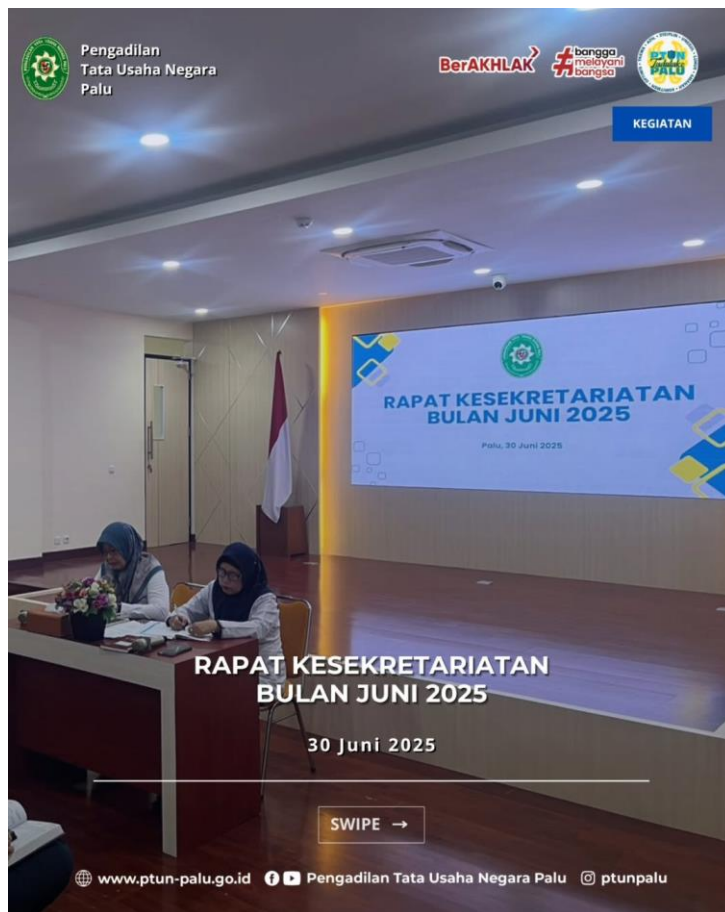 Pengadilan
Tata Usaha Negara
Palu
BerAKHLAK
#bangga
melayani
bangsa
PTUN
PALU
KEGIATAN
RAPAT KESEKRETARIATAN
BULAN JUNI 2025
Palu, 30 Juni 2025
RAPAT KESEKRETARIATAN
BULAN JUNI 2025
30 Juni 2025
SWIPE →
www.ptun-palu.go.id
Pengadilan Tata Usaha Negara Palu
ptunpalu